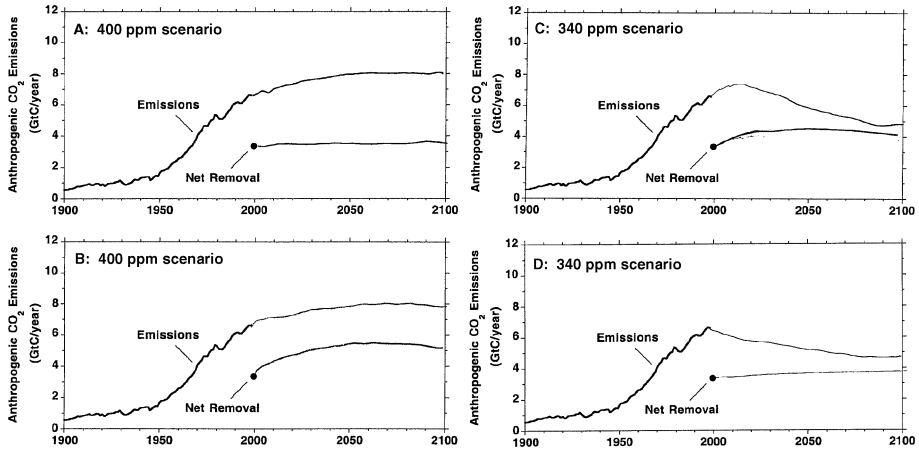 A: 400 ppm scenario
Anthropogenic CO2 Emissions
(GtC/year)
12
10
8
6
4
2
0
Emissions
Net Removal
1900 1950 2000 2050 2100
B: 400 ppm scenario
Anthropogenic CO2 Emissions
(GtC/year)
12
10
8
6
4
2
0
Emissions
Net Removal
1900 1950 2000 2050 2100
C: 340 ppm scenario
Anthropogenic CO2 Emissions
(GtC/year)
12
10
8
6
4
2
0
Emissions
Net Removal
1900 1950 2000 2050 2100
D: 340 ppm scenario
Anthropogenic CO2 Emissions
(GtC/year)
12
10
8
6
4
2
0
Emissions
Net Removal
1900 1950 2000 2050 2100